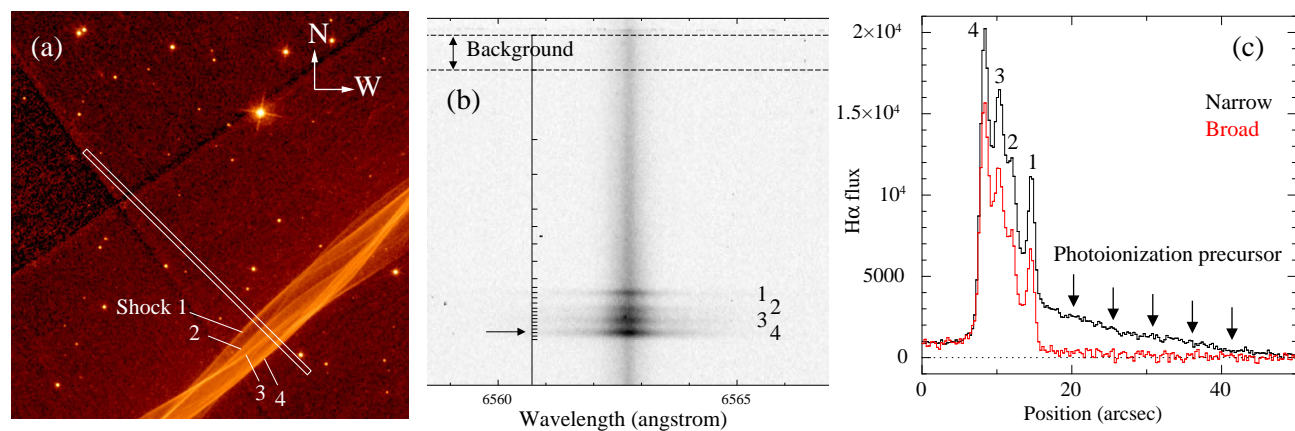 (a)
N
W
Shock 1
2
3 4
Background
(b)
1
2
3
4
6560 6565
Wavelength (angstrom)
(c)
2×10⁴
1.5×10⁴
10⁴
5000
0
Hα flux
4
3
2
1
Narrow
Broad
Photoionization precursor
0 20 40
Position (arcsec)